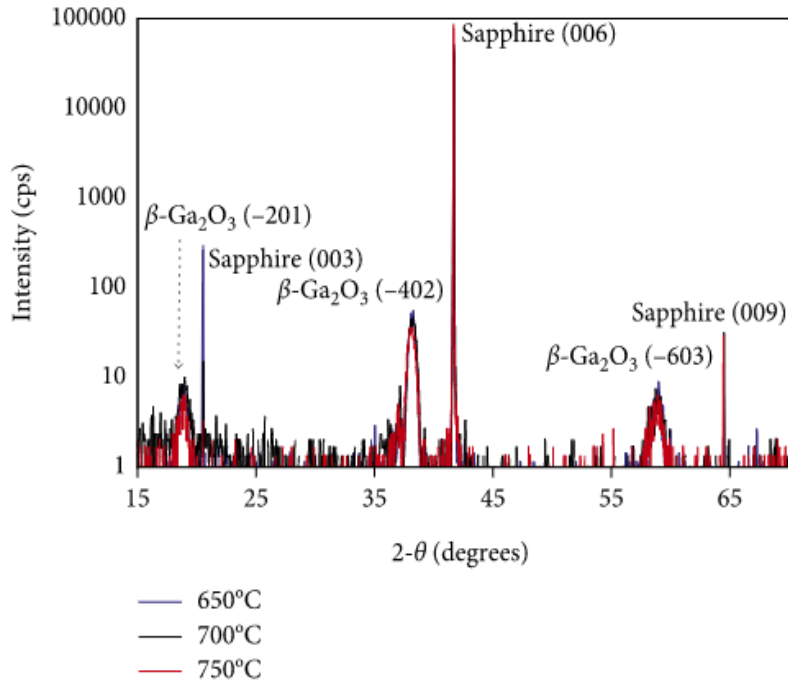 100000
Sapphire (006)
10000
1000
β-Ga₂O₃ (–201)
Sapphire (003)
β-Ga₂O₃ (–402)
100
Sapphire (009)
β-Ga₂O₃ (–603)
10
1
Intensity (cps)
15 25 35 45 55 65
2-θ (degrees)
650°C
700°C
750°C